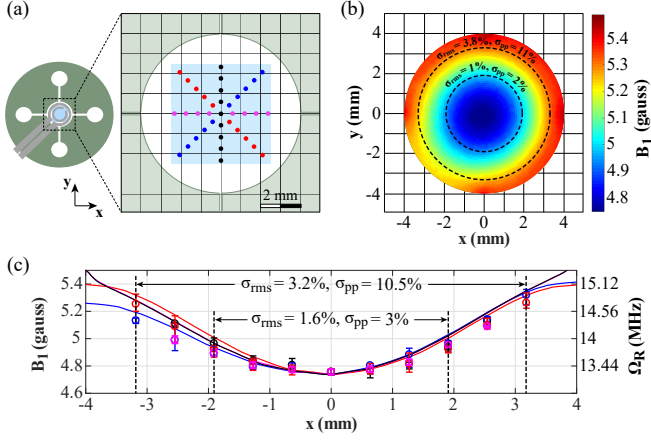 (a)
y
x
2 mm
(b)
σrms = 3.8%, σpp = 11%
σrms = 1%, σpp = 2%
y (mm)
4
2
0
-2
-4
-4 -2 0 2 4
x (mm)
5.4
5.3
5.2
5.1
5
4.9
4.8
B1 (gauss)
(c)
σrms = 3.2%, σpp = 10.5%
σrms = 1.6%, σpp = 3%
B1 (gauss)
5.4
5.2
5
4.8
4.6
15.12
14.56
14
13.44
ΩR (MHz)
-4 -3 -2 -1 0 1 2 3 4
x (mm)